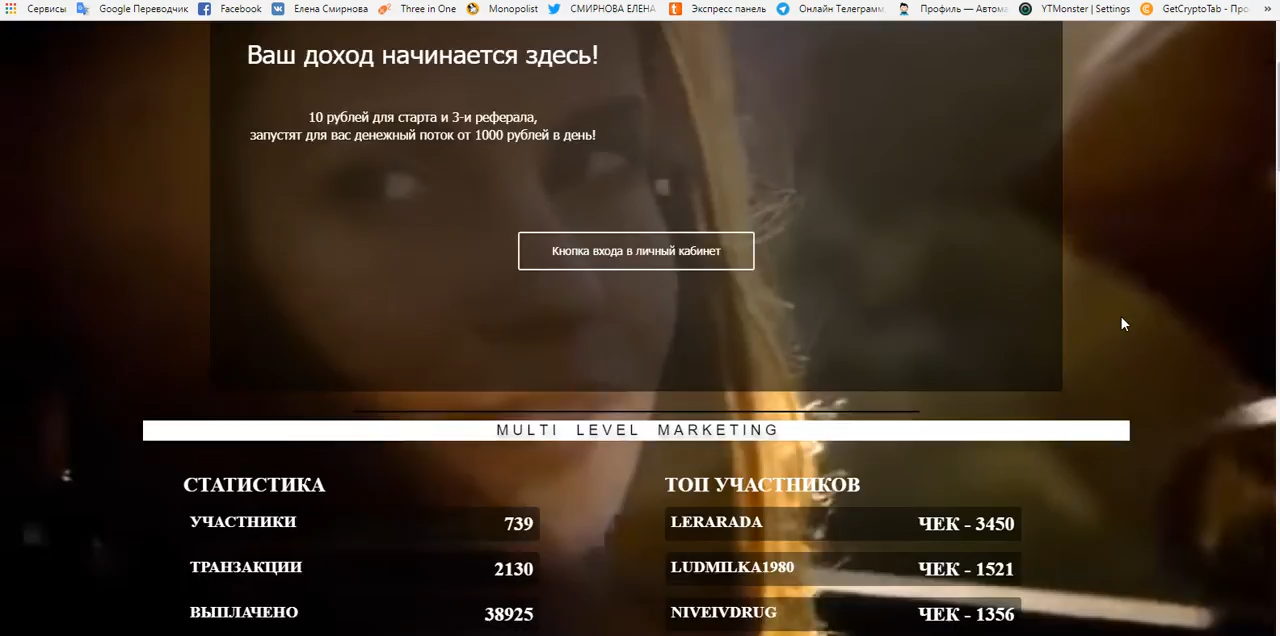 Сервисы Google Переводчик Facebook Елена Смирнова Three in One Monopolist СМИРНОВА ЕЛЕНА Экспресс панель Онлайн Телеграмм Профиль — Автома YTMonster | Settings GetCryptoTab - Про »
Ваш доход начинается здесь!
10 рублей для старта и 3-и реферала,
запустят для вас денежный поток от 1000 рублей в день!
Кнопка входа в личный кабинет
MULTI LEVEL MARKETING
СТАТИСТИКА
УЧАСТНИКИ 739
ТРАНЗАКЦИИ 2130
ВЫПЛАЧЕНО 38925
ТОП УЧАСТНИКОВ
LERARADA ЧЕК - 3450
LUDMILKA1980 ЧЕК - 1521
NIVEIVDRUG ЧЕК - 1356